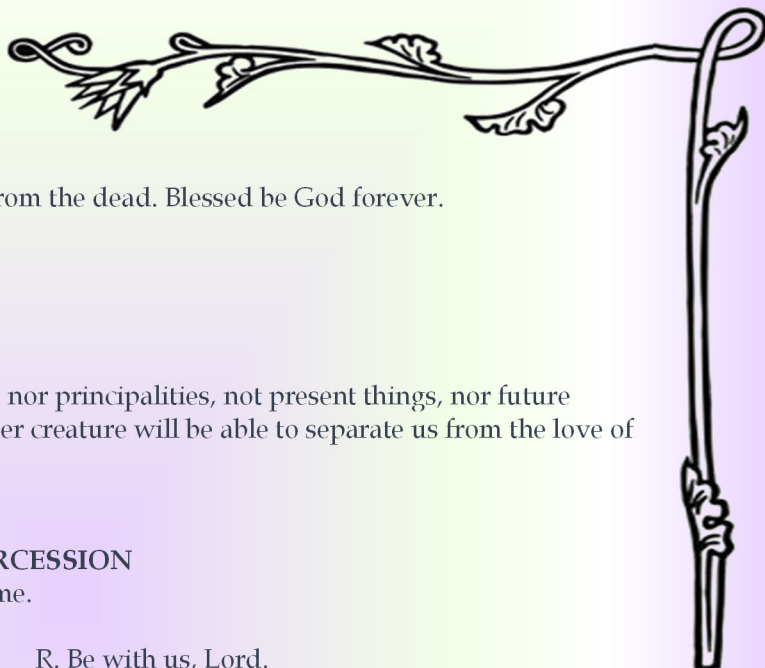 rom the dead. Blessed be God forever.
nor principalities, not present things, nor future
er creature will be able to separate us from the love of
RCESSION
me.
R. Be with us, Lord.